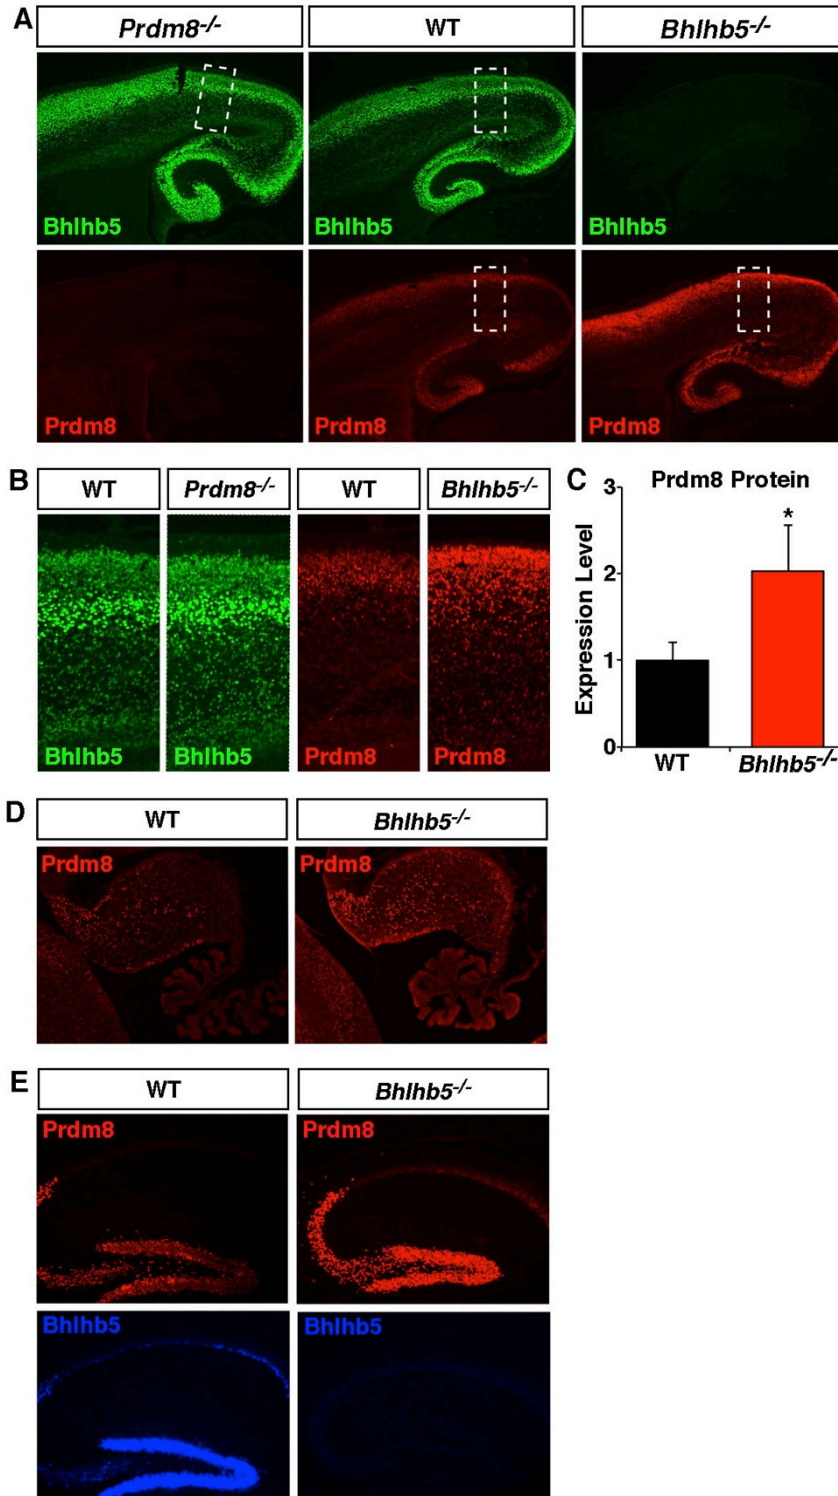 A
Prdm8-/- WT Bhlhb5-/-
Bhlhb5 Bhlhb5 Bhlhb5
Prdm8 Prdm8 Prdm8
B
WT Prdm8-/- WT Bhlhb5-/-
Bhlhb5 Bhlhb5 Prdm8 Prdm8
C
Prdm8 Protein
Expression Level
3
2
1
0
*
WT Bhlhb5-/-
D
WT Bhlhb5-/-
Prdm8 Prdm8
E
WT Bhlhb5-/-
Prdm8 Prdm8
Bhlhb5 Bhlhb5